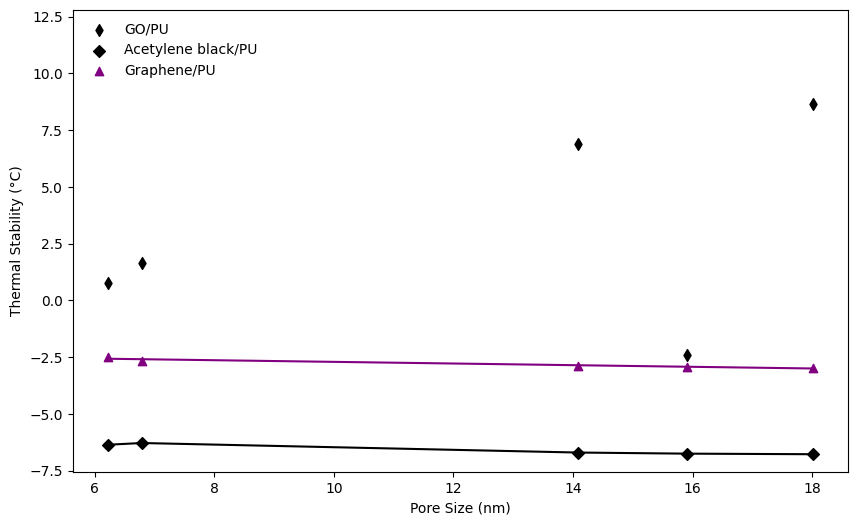 12.5
10.0
7.5
5.0
2.5
0.0
−2.5
−5.0
−7.5
Thermal Stability (°C)
GO/PU
Acetylene black/PU
Graphene/PU
6 8 10 12 14 16 18
Pore Size (nm)